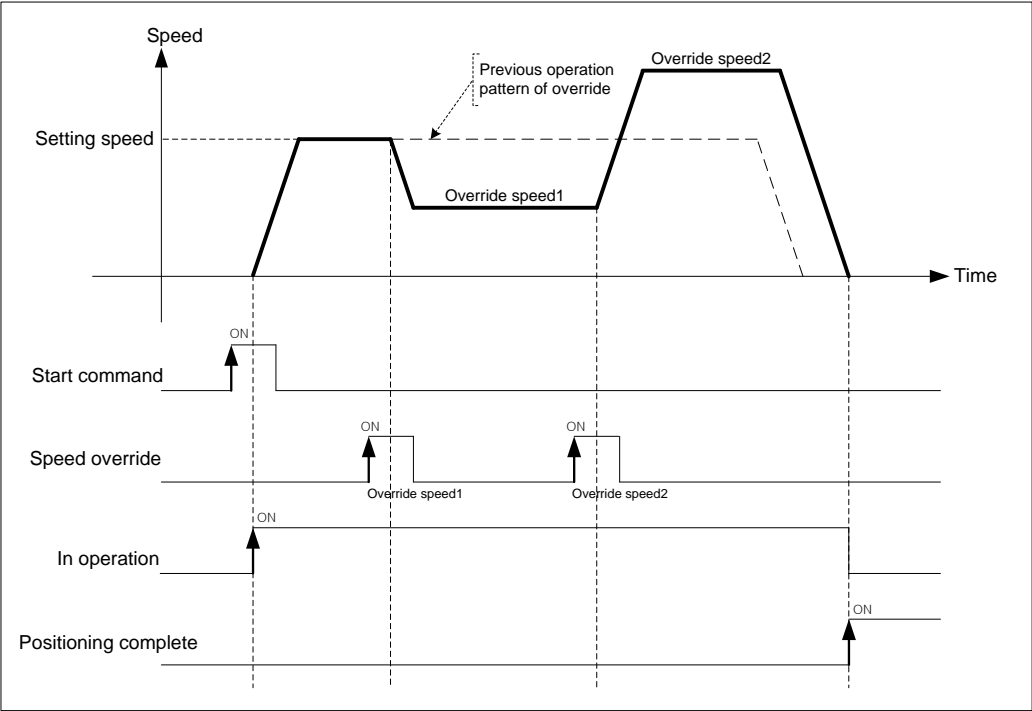 Speed
Override speed2
Previous operation
pattern of override
Setting speed
Override speed1
Time
ON
Start command
ON
ON
Speed override
Override speed1
Override speed2
ON
In operation
ON
Positioning complete